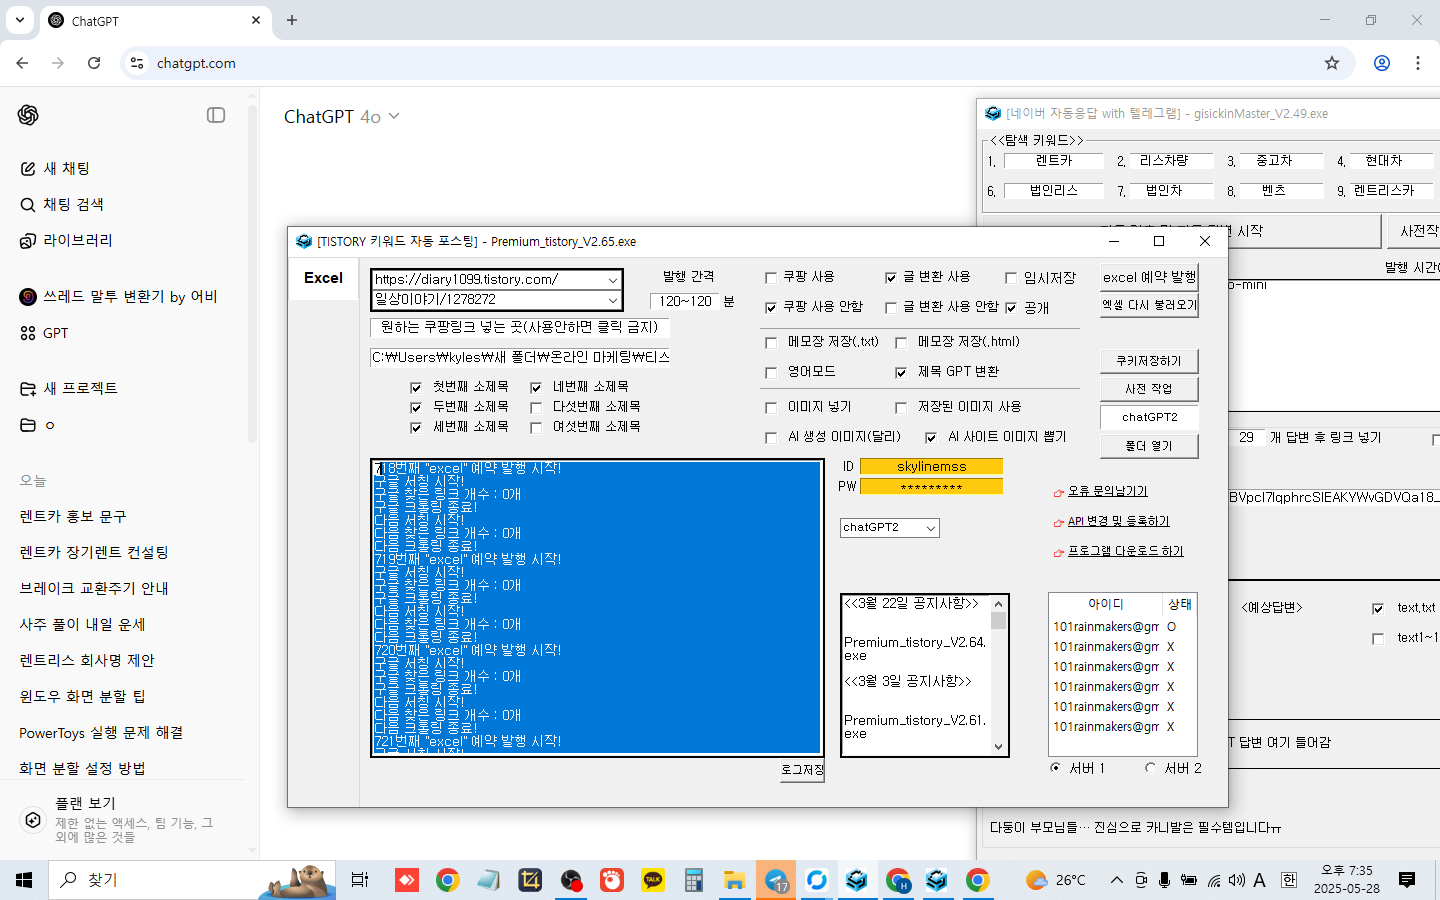 ChatGPT
chatgpt.com
ChatGPT 4o
새 채팅
채팅 검색
라이브러리
쓰레드 말투 변환기 by 어비
GPT
새 프로젝트
ㅇ
오늘
렌트카 홍보 문구
렌트카 장기렌트 컨설팅
브레이크 교환주기 안내
사주 풀이 내일 운세
렌트리스 회사명 제안
윈도우 화면 분할 팁
PowerToys 실행 문제 해결
화면 분할 설정 방법
플랜 보기
제한 없는 액세스, 팀 기능, 그
외에 많은 것들
[네이버 자동응답 with 텔레그램] - gisickinMaster_V2.49.exe
<<탐색 키워드>>
1. 렌트카 2. 리스차량 3. 중고차 4. 현대차
6. 법인리스 7. 법인차 8. 벤츠 9. 렌트리스카
시작
사전작
발행 시간(
-mini
29 개 답변 후 링크 넣기
<예상답변>
text.txt
text1~1
답변 여기 들어감
다둥이 부모님들… 진심으로 카니발은 필수템입니다ㅠ
[TISTORY 키워드 자동 포스팅] - Premium_tistory_V2.65.exe
Excel
https://diary1099.tistory.com/
일상이야기/1278272
발행 간격
120~120 분
원하는 쿠팡링크 넣는 곳(사용안하면 클릭 금지)
C:₩Users₩kyles₩새 폴더₩온라인 마케팅₩티스
첫번째 소제목 네번째 소제목
두번째 소제목 다섯번째 소제목
세번째 소제목 여섯번째 소제목
쿠팡 사용 글 변환 사용 임시저장
쿠팡 사용 안함 글 변환 사용 안함 공개
메모장 저장(.txt) 메모장 저장(.html)
영어모드 제목 GPT 변환
이미지 넣기 저장된 이미지 사용
AI 생성 이미지(달리) AI 사이트 이미지 뽑기
excel 예약 발행
엑셀 다시 불러오기
쿠키저장하기
사전 작업
chatGPT2
폴더 열기
718번째 "excel" 예약 발행 시작!
구글 서칭 시작!
구글 찾은 링크 개수 : 0개
구글 크롤링 종료!
다음 서칭 시작!
다음 찾은 링크 개수 : 0개
다음 크롤링 종료!
719번째 "excel" 예약 발행 시작!
구글 서칭 시작!
구글 찾은 링크 개수 : 0개
구글 크롤링 종료!
다음 서칭 시작!
다음 찾은 링크 개수 : 0개
다음 크롤링 종료!
720번째 "excel" 예약 발행 시작!
구글 서칭 시작!
구글 찾은 링크 개수 : 0개
구글 크롤링 종료!
다음 서칭 시작!
다음 찾은 링크 개수 : 0개
다음 크롤링 종료!
721번째 "excel" 예약 발행 시작!
구글 서칭 시작!
로그저장
ID skylinemss
PW *********
chatGPT2
오류 문의남기기
API 변경 및 등록하기
프로그램 다운로드 하기
<<3월 22일 공지사항>>
Premium_tistory_V2.64.
exe
<<3월 3일 공지사항>>
Premium_tistory_V2.61.
exe
아이디 상태
101rainmakers@gm O
101rainmakers@gm X
101rainmakers@gm X
101rainmakers@gm X
101rainmakers@gm X
101rainmakers@gm X
서버 1 서버 2
찾기
TALK
17
H
26°C
A
한
오후 7:35
2025-05-28